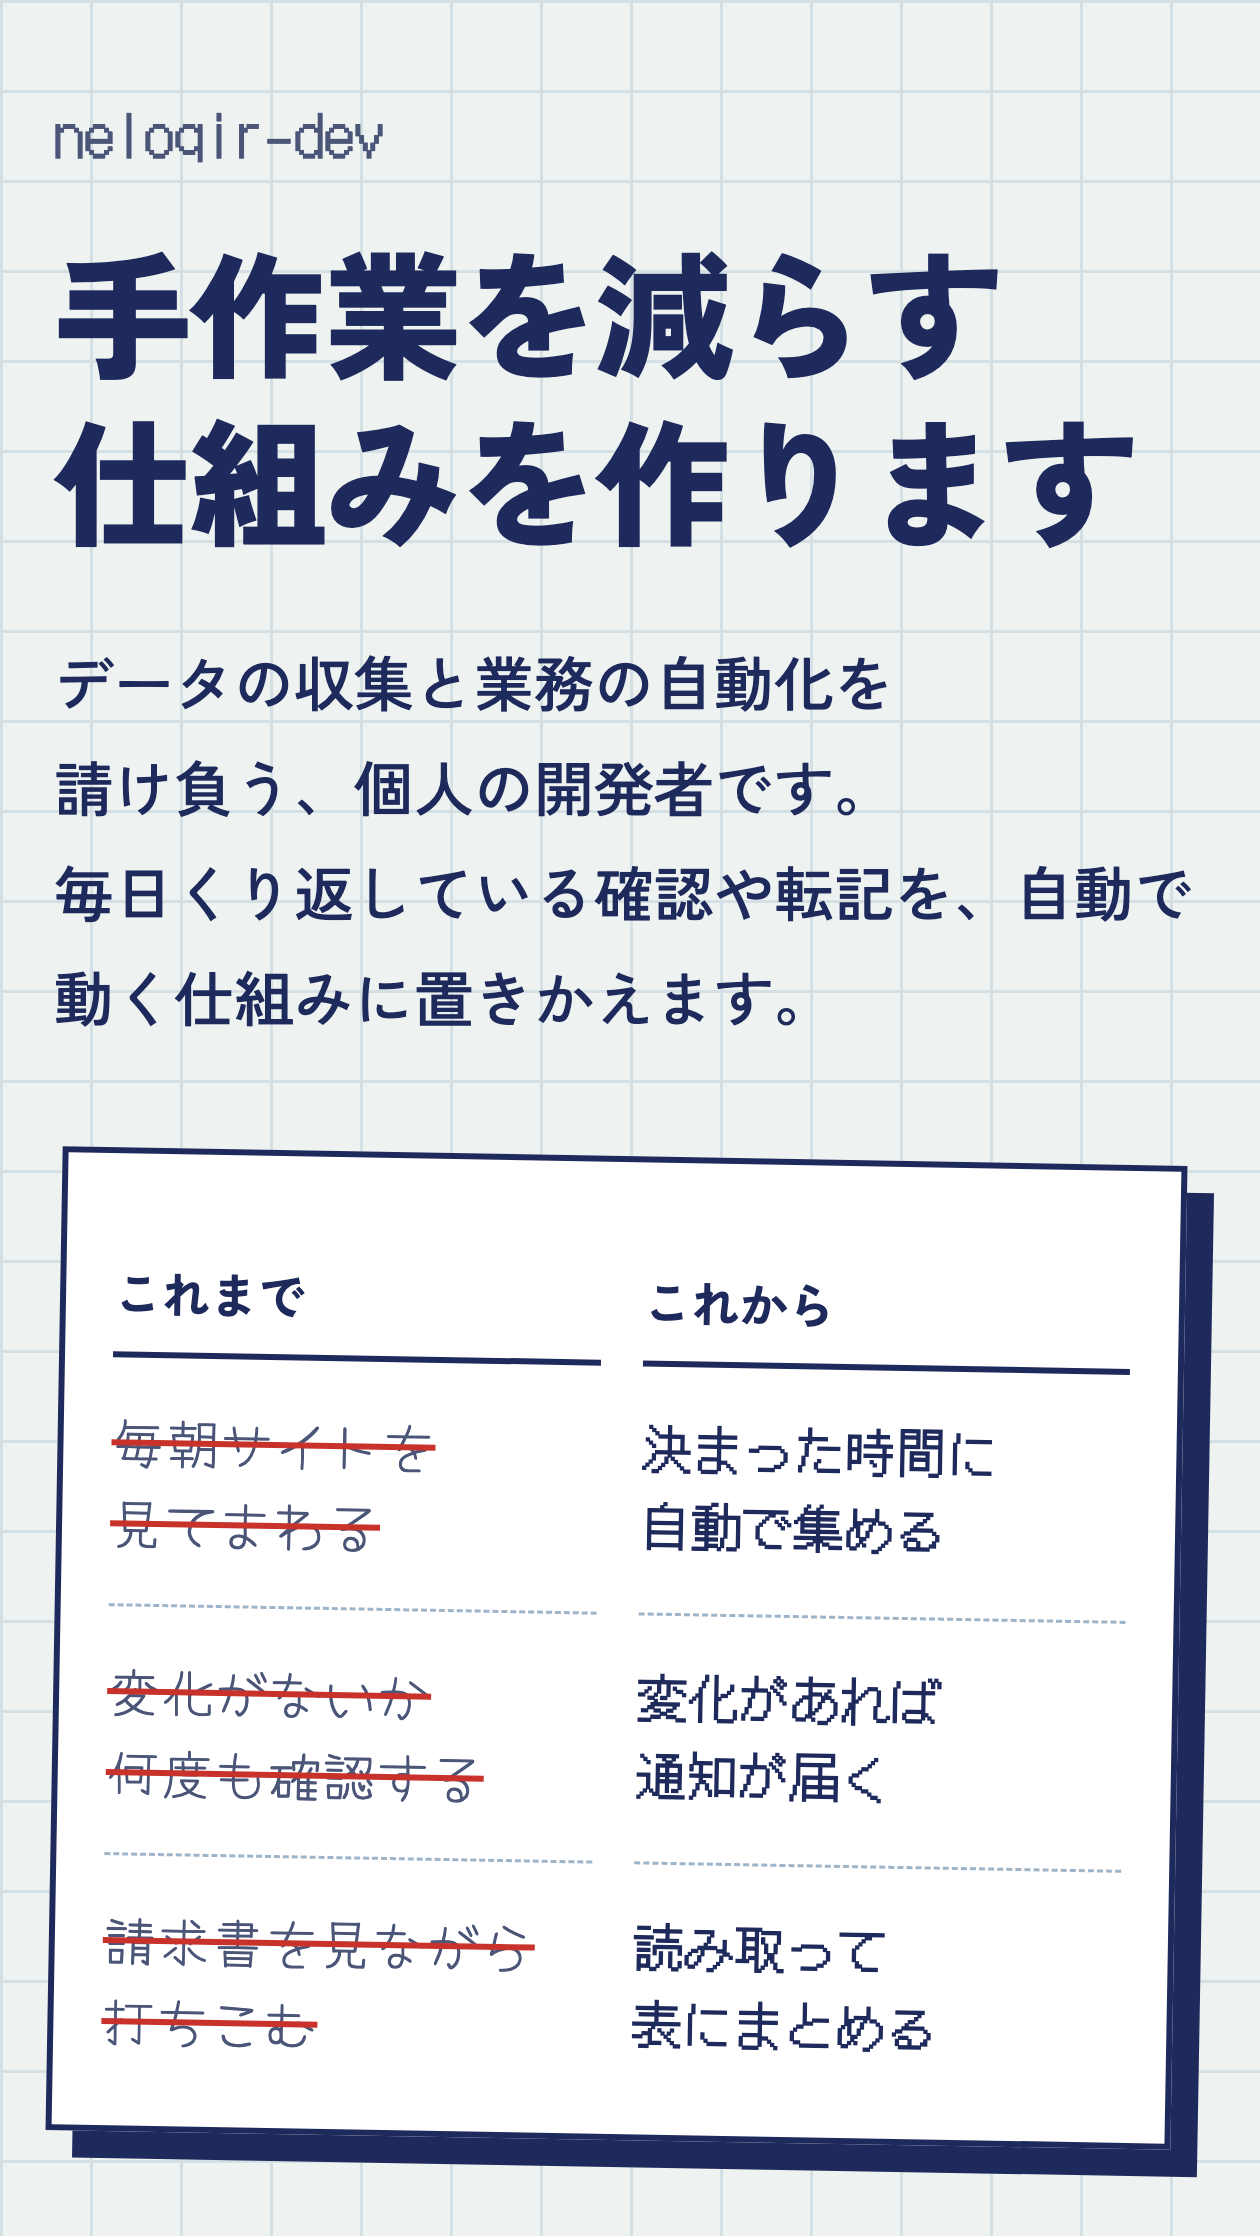 neloqir-dev
手作業を減らす
仕組みを作ります
データの収集と業務の自動化を
請け負う、個人の開発者です。
毎日くり返している確認や転記を、自動で
動く仕組みに置きかえます。
これまで
これから
毎朝サイトを
見てまわる
決まった時間に
自動で集める
変化がないか
何度も確認する
変化があれば
通知が届く
請求書を見ながら
打ちこむ
読み取って
表にまとめる